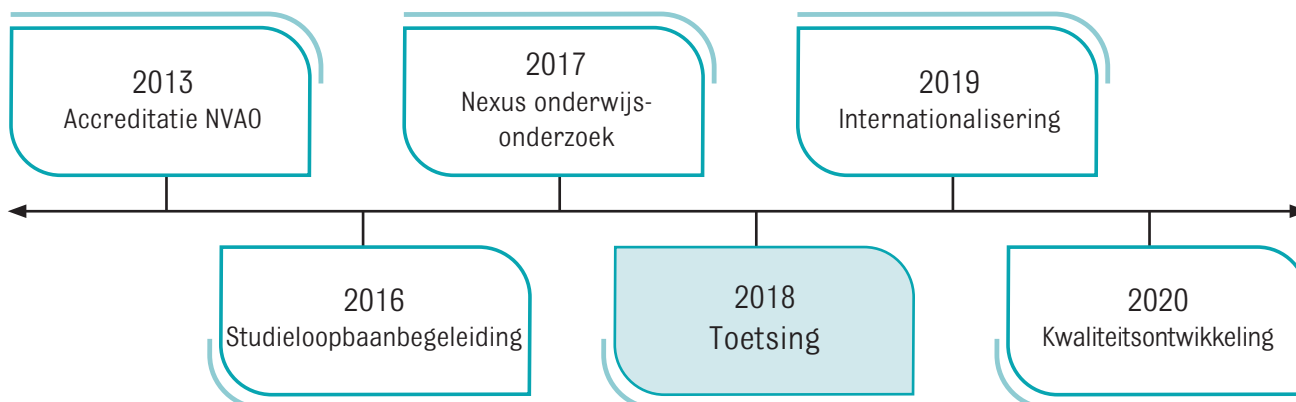 2013
Accreditatie NVAO
2016
Studieloopbaanbegeleiding
2017
Nexus onderwijs-
onderzoek
2018
Toetsing
2019
Internationalisering
2020
Kwaliteitsontwikkeling